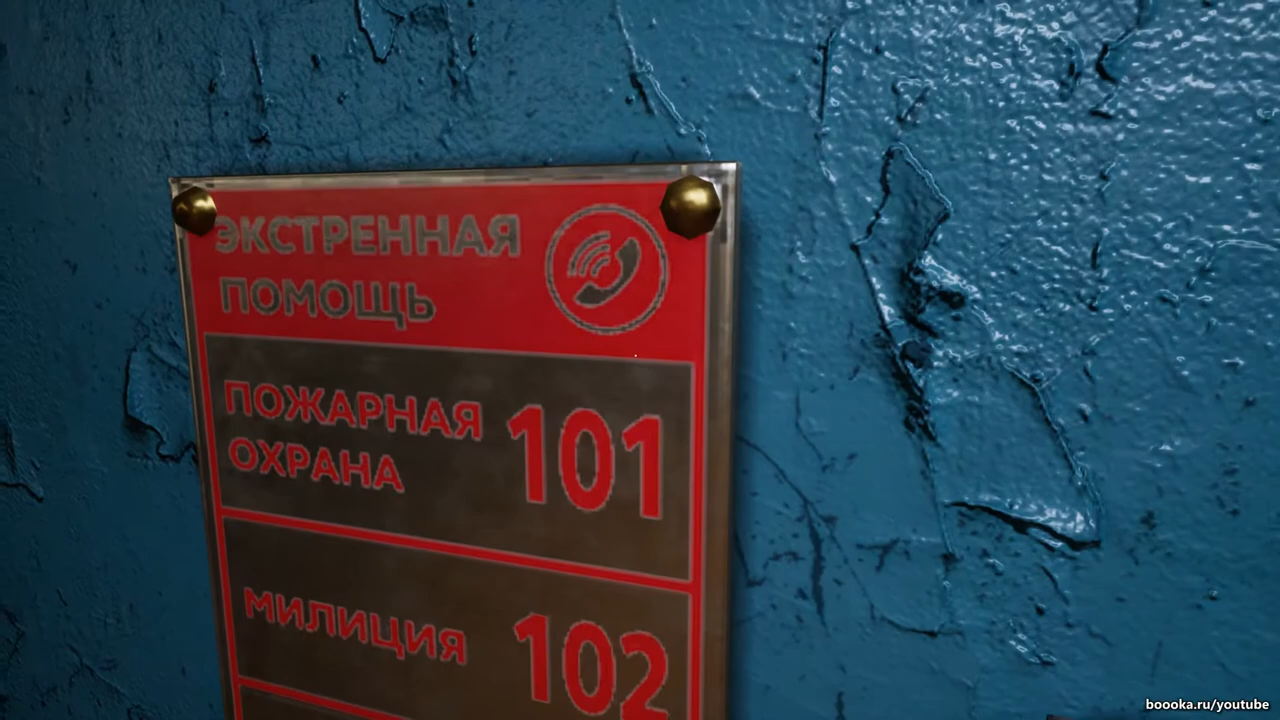 ЭКСТРЕННАЯ
ПОМОЩЬ
ПОЖАРНАЯ
ОХРАНА
101
МИЛИЦИЯ
102
boooka.ru/youtube